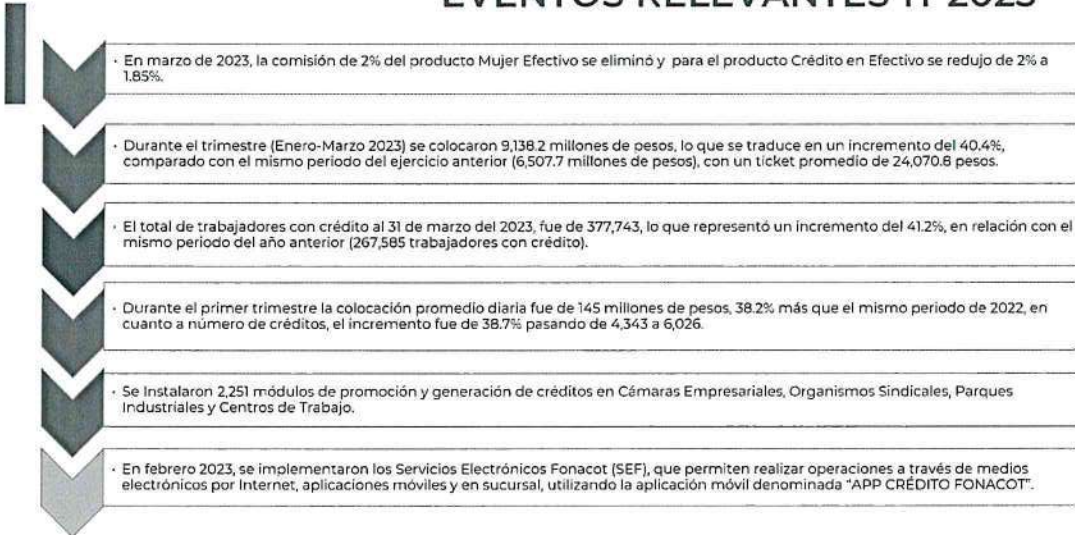 EVENTOS RELEVANTES 1T 2023
· En marzo de 2023, la comisión de 2% del producto Mujer Efectivo se eliminó y para el producto Crédito en Efectivo se redujo de 2% a
1.85%.
· Durante el trimestre (Enero-Marzo 2023) se colocaron 9,138.2 millones de pesos, lo que se traduce en un incremento del 40.4%,
comparado con el mismo periodo del ejercicio anterior (6,507.7 millones de pesos), con un ticket promedio de 24,070.8 pesos.
· El total de trabajadores con crédito al 31 de marzo del 2023, fue de 377,743, lo que representó un incremento del 41.2%, en relación con el
mismo periodo del año anterior (267,585 trabajadores con crédito).
· Durante el primer trimestre la colocación promedio diaria fue de 145 millones de pesos, 38.2% más que el mismo periodo de 2022, en
cuanto a número de créditos, el incremento fue de 38.7% pasando de 4,343 a 6,026.
· Se Instalaron 2,251 módulos de promoción y generación de créditos en Cámaras Empresariales, Organismos Sindicales, Parques
Industriales y Centros de Trabajo.
· En febrero 2023, se implementaron los Servicios Electrónicos Fonacot (SEF), que permiten realizar operaciones a través de medios
electrónicos por Internet, aplicaciones móviles y en sucursal, utilizando la aplicación móvil denominada "APP CRÉDITO FONACOT".